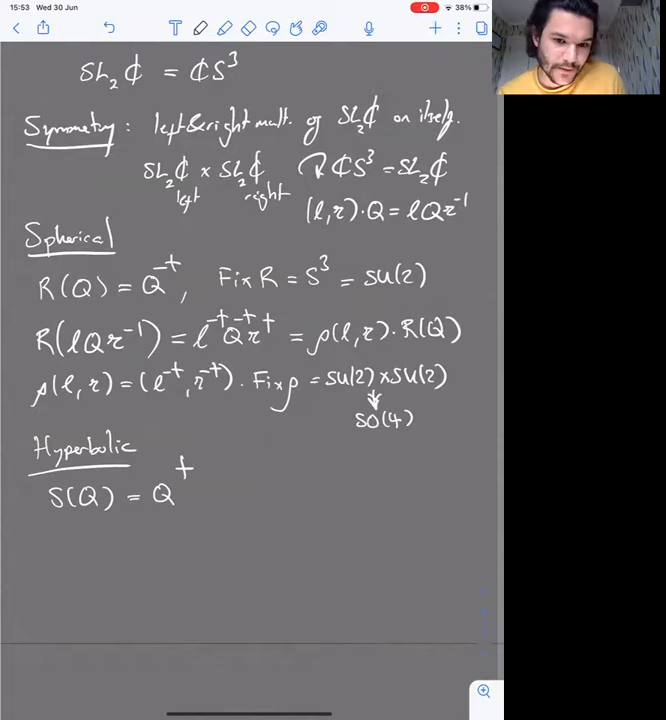 15:53 Wed 30 Jun
38%
SL₂ℂ = ℂS³
Symmetry: left&right mult. of SL₂ℂ on itself.
SL₂ℂ × SL₂ℂ ↷ ℂS³ = SL₂ℂ
left right
(l,r)·Q = lQr⁻¹
Spherical
R(Q) = Q⁻⁺, Fix R = S³ = SU(2)
R(lQr⁻¹) = l⁻⁺Q⁻⁺r⁺ = ρ(l,r)·R(Q)
ρ(l,r) = (l⁻⁺,r⁻⁺). Fix ρ = SU(2)×SU(2)
↓
SO(4)
Hyperbolic
S(Q) = Q⁺